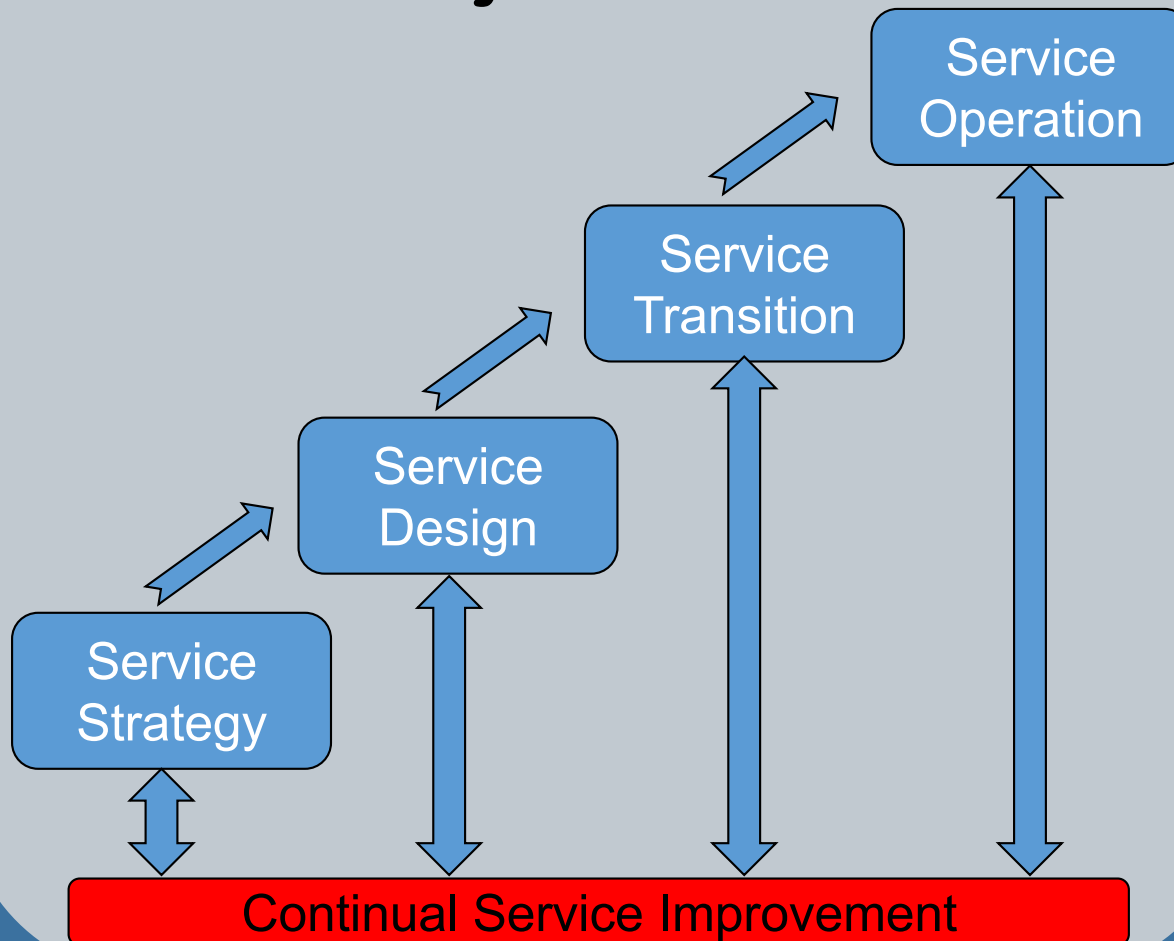 Service
Operation
Service
Transition
Service
Design
Service
Strategy
Continual Service Improvement